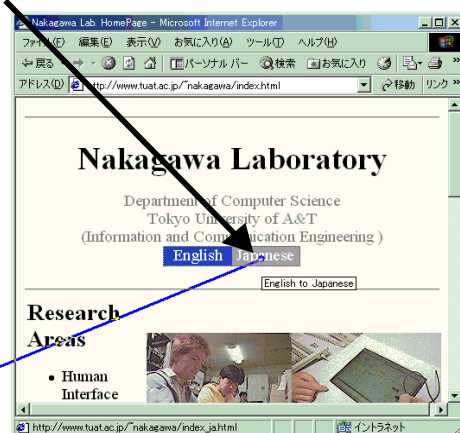 Nakagawa Lab. HomePage - Microsoft Internet Explorer
ファイル(F) 編集(E) 表示(V) お気に入り(A) ツール(T) ヘルプ(H)
戻る パーソナル バー 検索 お気に入り »
アドレス(D) http://www.tuat.ac.jp/~nakagawa/index.html 移動 リンク »
Nakagawa Laboratory
Department of Computer Science
Tokyo University of A&T
(Information and Communication Engineering )
English Japanese
English to Japanese
Research
Areas
• Human
Interface
http://www.tuat.ac.jp/~nakagawa/index_ja.html イントラネット